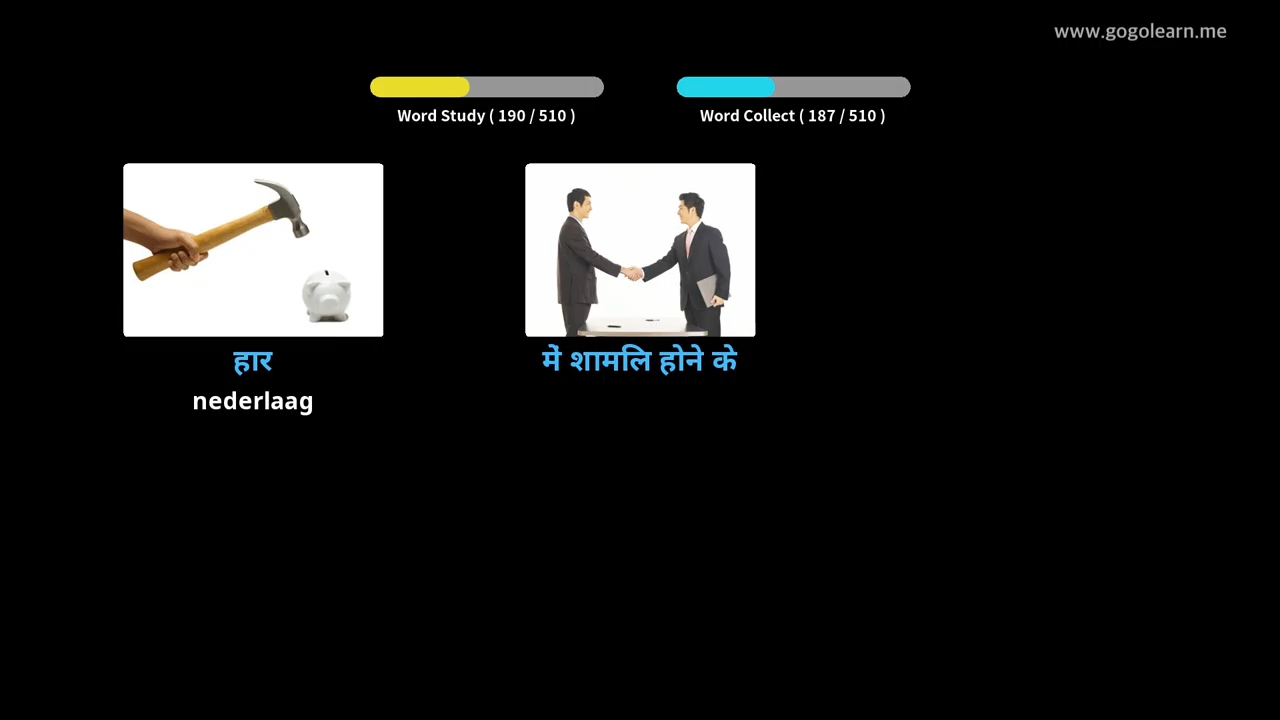 www.gogolearn.me
Word Study ( 190 / 510 )
Word Collect ( 187 / 510 )
हार
में शामलि होने के
nederlaag